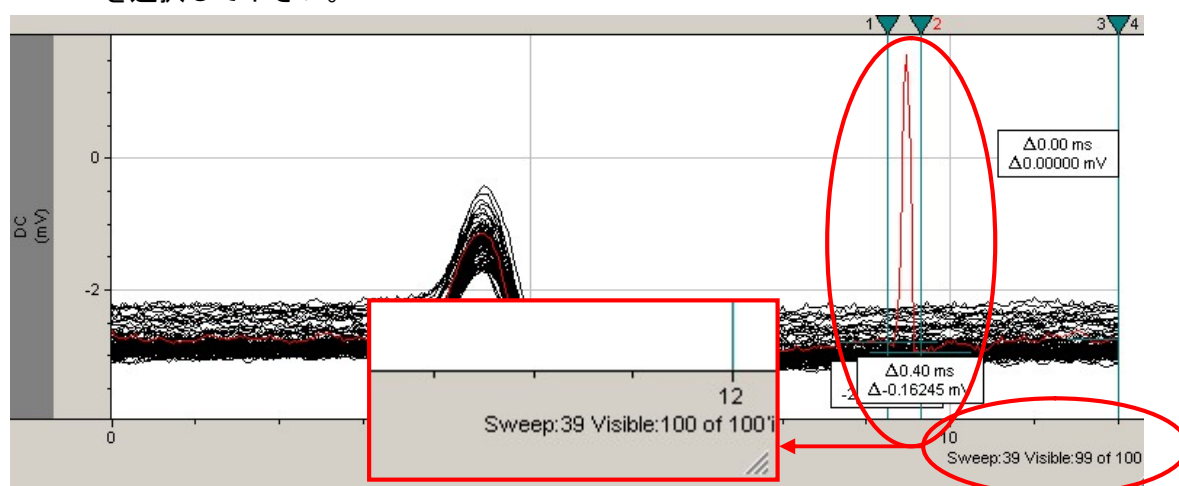 を選択して下さい。
1 2 3 4
0
-2
DC
(mV)
Δ0.00 ms
Δ0.00000 mV
Δ0.40 ms
Δ-0.16245 mV
-2
12
Sweep:39 Visible:100 of 100'i
0
10
Sweep:39 Visible:99 of 100